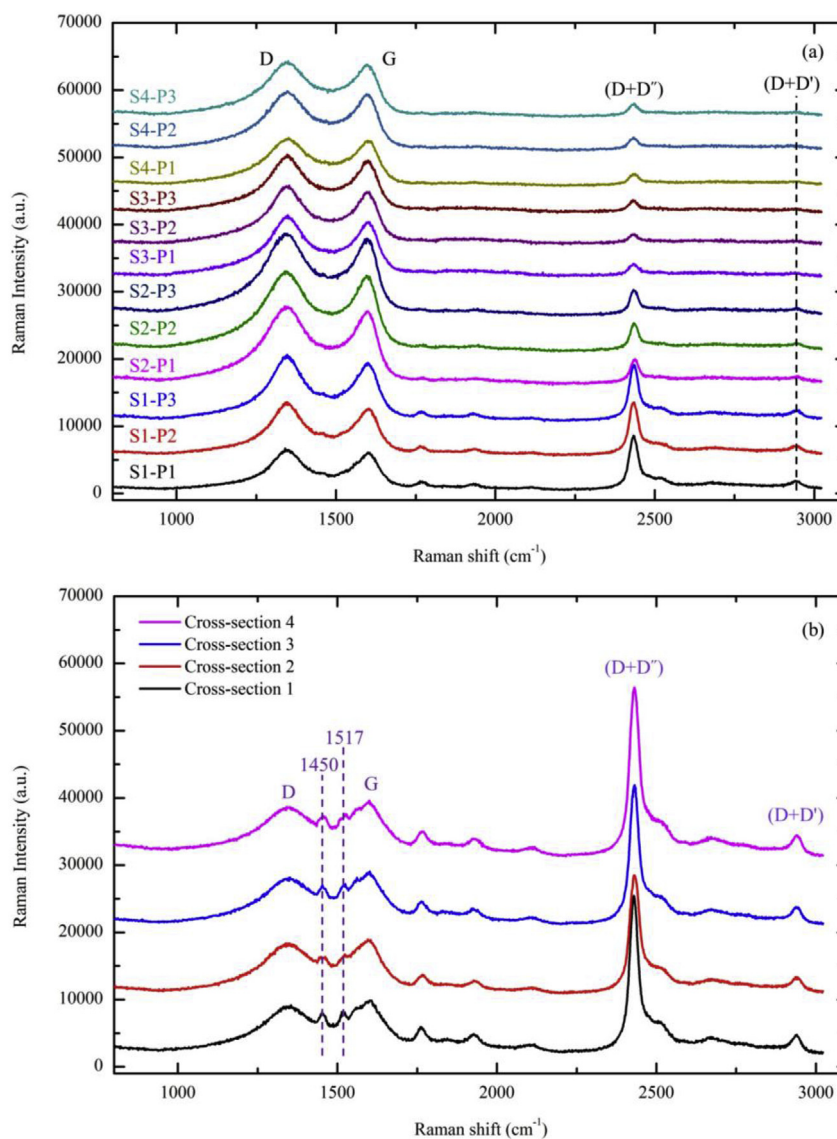 70000
60000
50000
40000
30000
20000
10000
0
Raman Intensity (a.u.)
(a)
D
G
(D+D″)
(D+D')
S4-P3
S4-P2
S4-P1
S3-P3
S3-P2
S3-P1
S2-P3
S2-P2
S2-P1
S1-P3
S1-P2
S1-P1
1000 1500 2000 2500 3000
Raman shift (cm⁻¹)
70000
60000
50000
40000
30000
20000
10000
0
Raman Intensity (a.u.)
(b)
Cross-section 4
Cross-section 3
Cross-section 2
Cross-section 1
(D+D″)
1517
1450
D
G
(D+D')
1000 1500 2000 2500 3000
Raman shift (cm⁻¹)